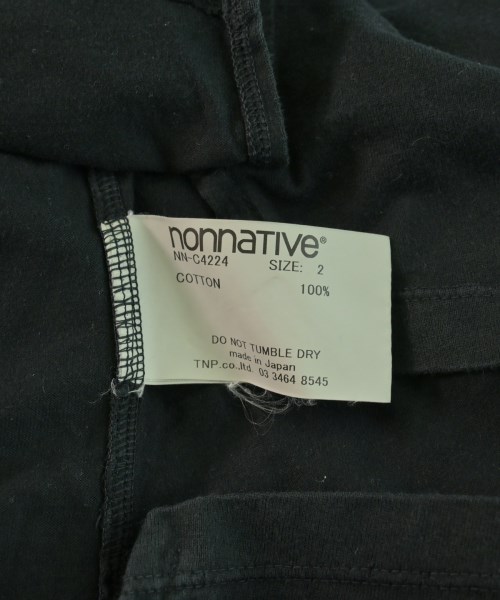 nonnative®
NN-C4224 SIZE: 2
COTTON 100%
DO NOT TUMBLE DRY
made in Japan
TNP.co.,ltd. 03 3464 8545